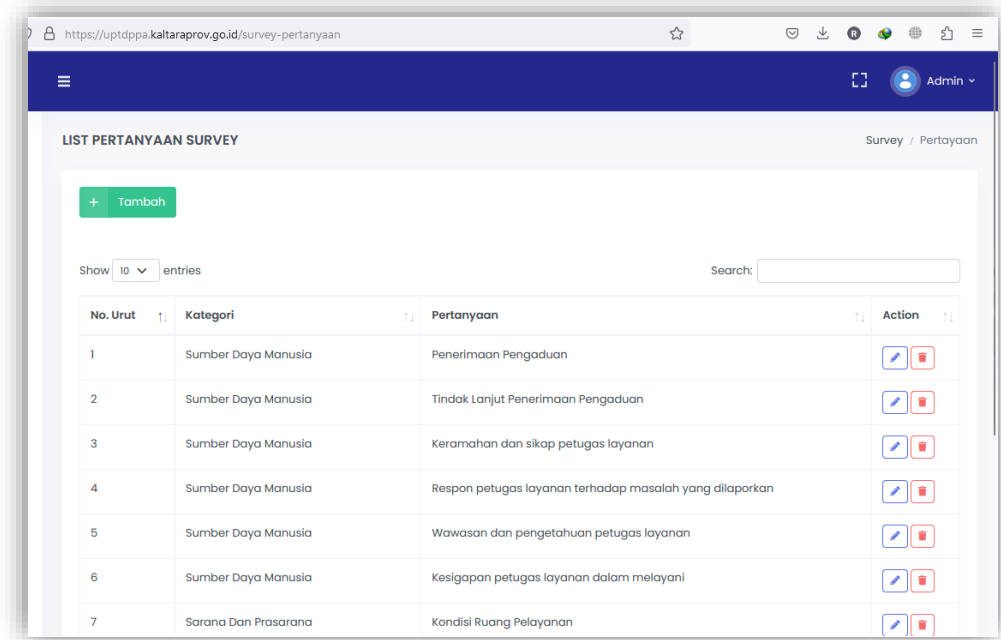 https://uptdppa.kaltaraprov.go.id/survey-pertanyaan
Admin
LIST PERTANYAAN SURVEY
Survey / Pertayaan
+ Tambah
Show 10 entries
Search:
No. Urut Kategori Pertanyaan Action
1 Sumber Daya Manusia Penerimaan Pengaduan
2 Sumber Daya Manusia Tindak Lanjut Penerimaan Pengaduan
3 Sumber Daya Manusia Keramahan dan sikap petugas layanan
4 Sumber Daya Manusia Respon petugas layanan terhadap masalah yang dilaporkan
5 Sumber Daya Manusia Wawasan dan pengetahuan petugas layanan
6 Sumber Daya Manusia Kesigapan petugas layanan dalam melayani
7 Sarana Dan Prasarana Kondisi Ruang Pelayanan